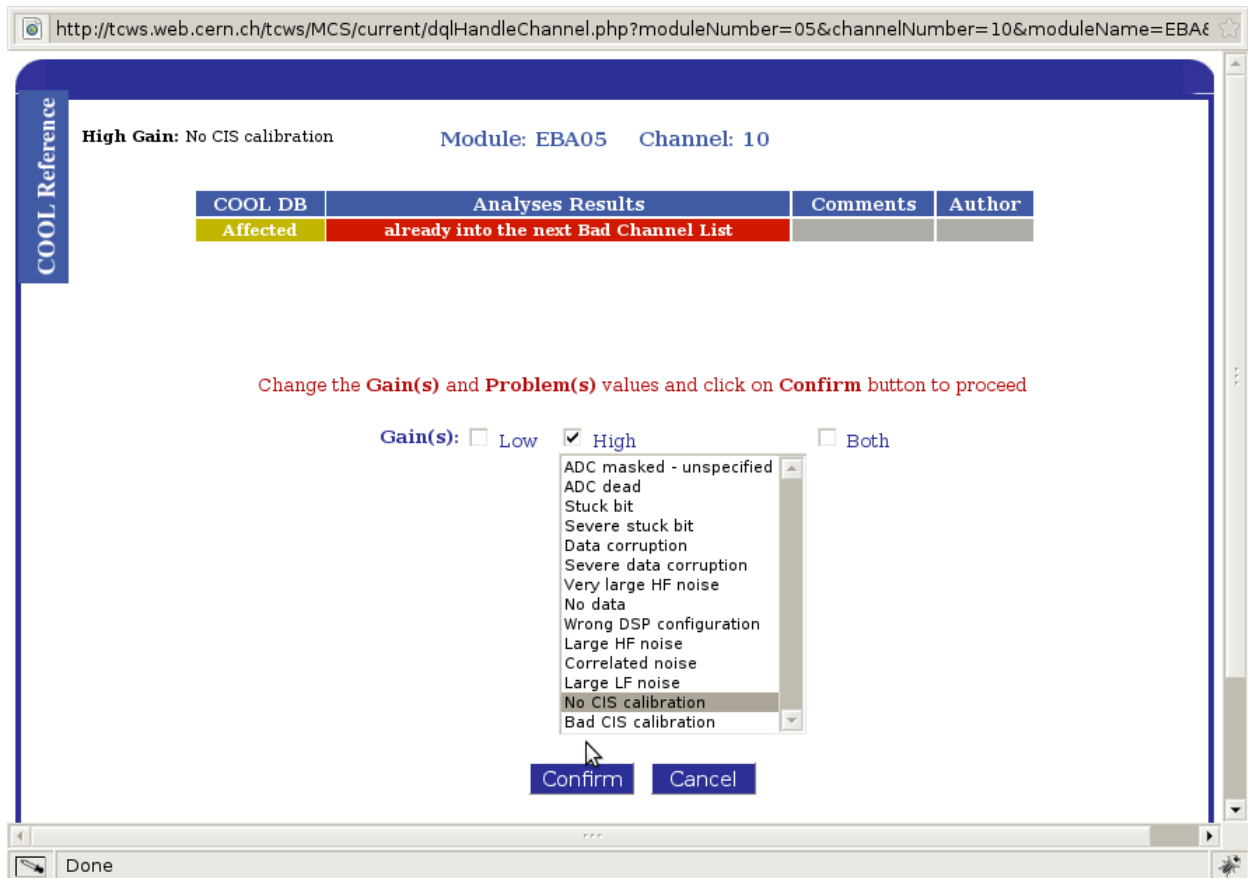 http://tcws.web.cern.ch/tcws/MCS/current/dqlHandleChannel.php?moduleNumber=05&channelNumber=10&moduleName=EBA&
COOL Reference
High Gain: No CIS calibration
Module: EBA05 Channel: 10
COOL DB Analyses Results Comments Author
Affected already into the next Bad Channel List
Change the Gain(s) and Problem(s) values and click on Confirm button to proceed
Gain(s): Low High Both
ADC masked - unspecified
ADC dead
Stuck bit
Severe stuck bit
Data corruption
Severe data corruption
Very large HF noise
No data
Wrong DSP configuration
Large HF noise
Correlated noise
Large LF noise
No CIS calibration
Bad CIS calibration
Confirm Cancel
Done